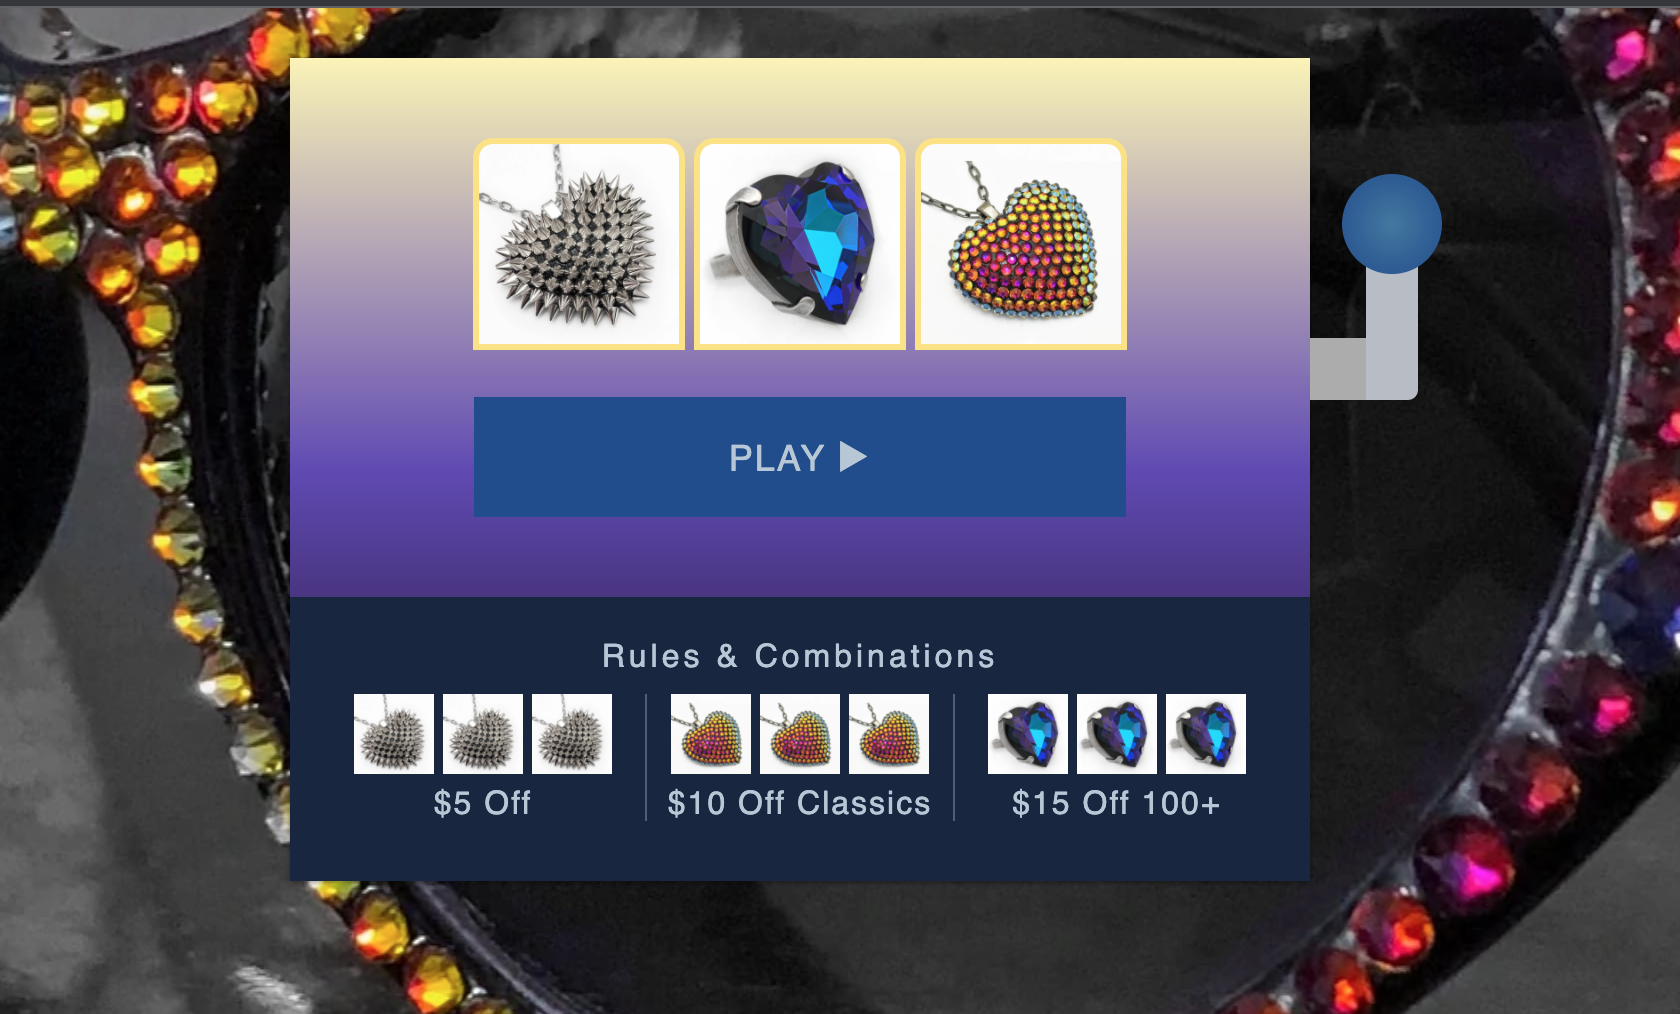 PLAY ▶
Rules & Combinations
$5 Off
$10 Off Classics
$15 Off 100+